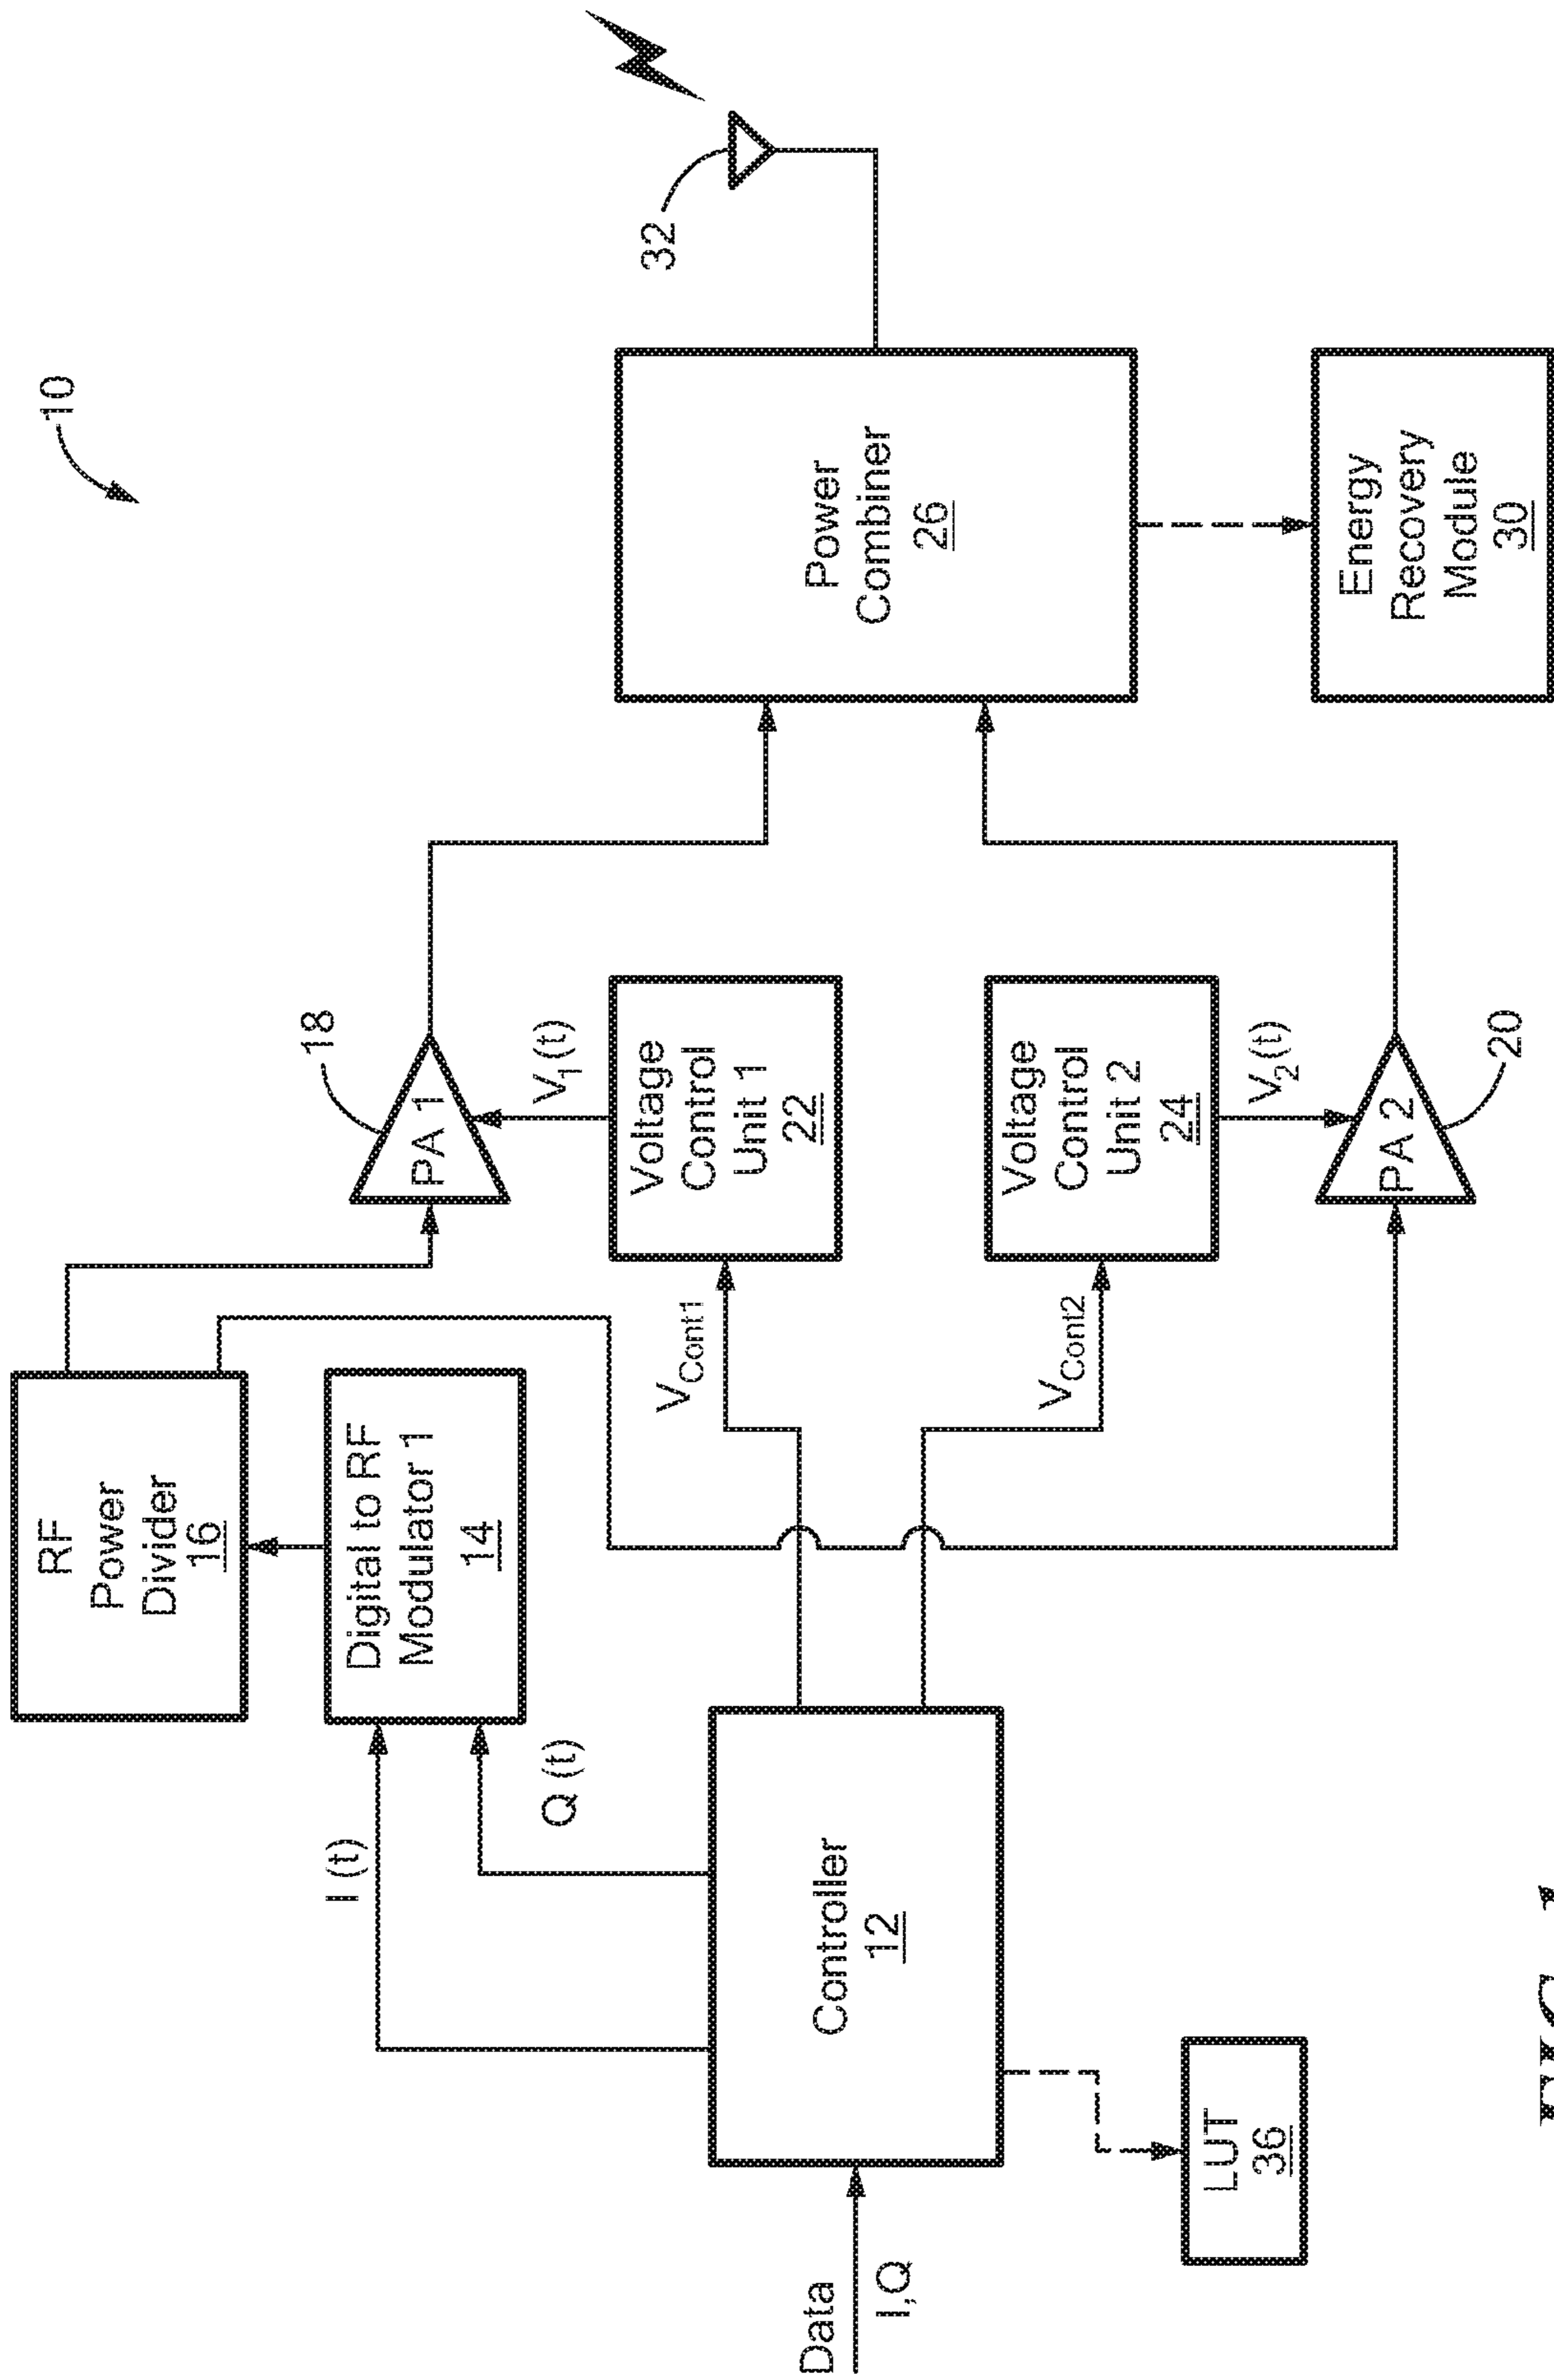 10
RF
Power
Divider
16
Digital to RF
Modulator 1
14
I (t)
Q (t)
Controller
12
Data
I,Q
LUT
36
18
PA 1
V1(t)
Voltage
Control
Unit 1
22
VCont1
Voltage
Control
Unit 2
24
VCont2
V2(t)
PA 2
20
Power
Combiner
26
32
Energy
Recovery
Module
30